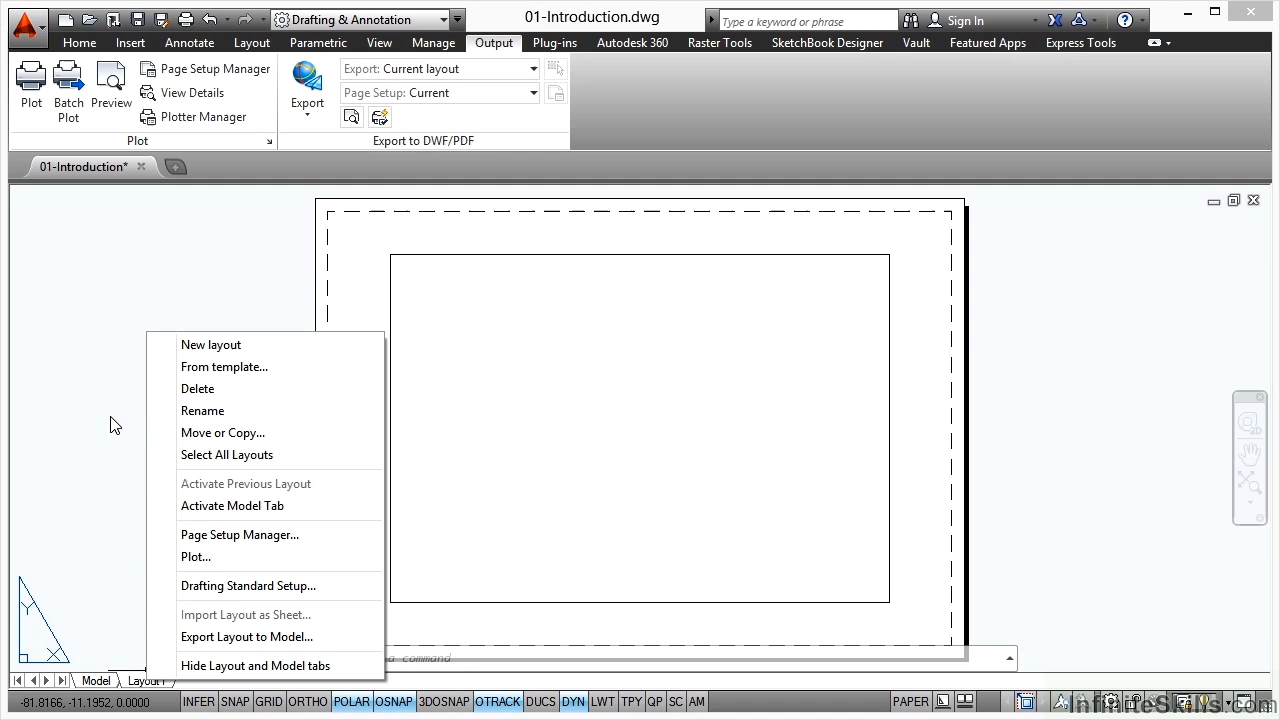 Drafting & Annotation
01-Introduction.dwg
Type a keyword or phrase
Sign In
Home Insert Annotate Layout Parametric View Manage Output Plug-ins Autodesk 360 Raster Tools SketchBook Designer Vault Featured Apps Express Tools
Plot
Batch Plot
Preview
Page Setup Manager
View Details
Plotter Manager
Export
Export: Current layout
Page Setup: Current
Plot
Export to DWF/PDF
01-Introduction*
New layout
From template...
Delete
Rename
Move or Copy...
Select All Layouts
Activate Previous Layout
Activate Model Tab
Page Setup Manager...
Plot...
Drafting Standard Setup...
Import Layout as Sheet...
Export Layout to Model...
Hide Layout and Model tabs
2D
Y
X
a command
Model
-81.8166, -11.1952, 0.0000
INFER SNAP GRID ORTHO POLAR OSNAP 3DOSNAP OTRACK DUCS DYN LWT TPY QP SC AM
PAPER
InfiniteSkills.com